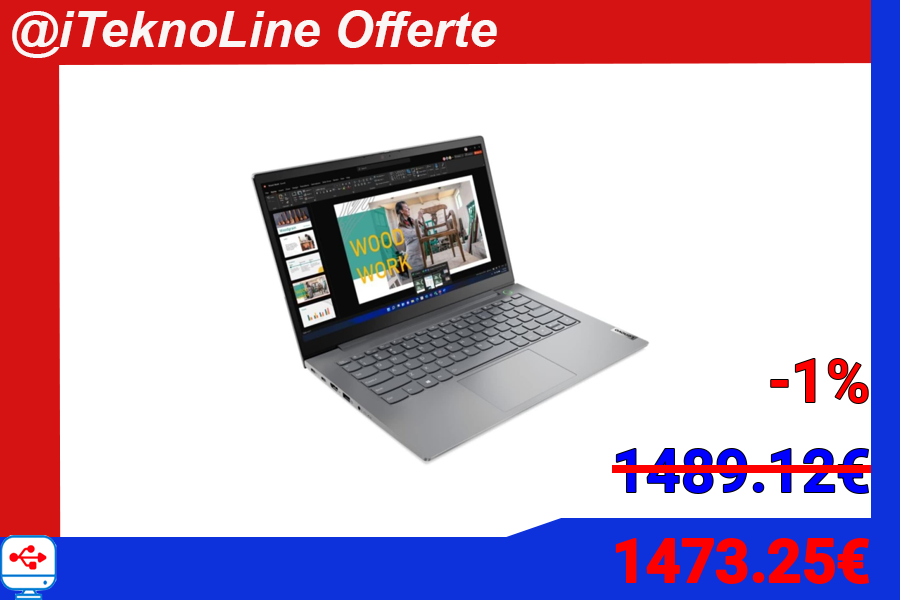 @iTeknoLine Offerte
WOOD
WORK
-1%
1489.12€
1473.25€